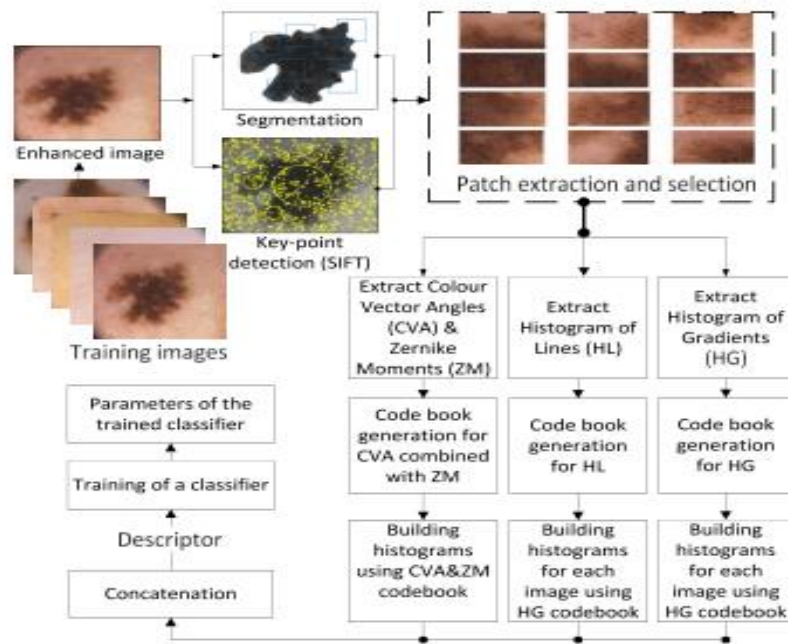 Segmentation
Enhanced image
Patch extraction and selection
Key-point
detection (SIFT)
Training images
Extract Colour
Vector Angles
(CVA) &
Zernike
Moments (ZM)
Extract
Histogram of
Lines (HL)
Extract
Histogram of
Gradients
(HG)
Code book
generation for
CVA combined
with ZM
Code book
generation
for HL
Code book
generation
for HG
Building
histograms
using CVA&ZM
codebook
Building
histograms
for each
image using
HG codebook
Building
histograms
for each
image using
HG codebook
Concatenation
Descriptor
Training of a classifier
Parameters of the
trained classifier